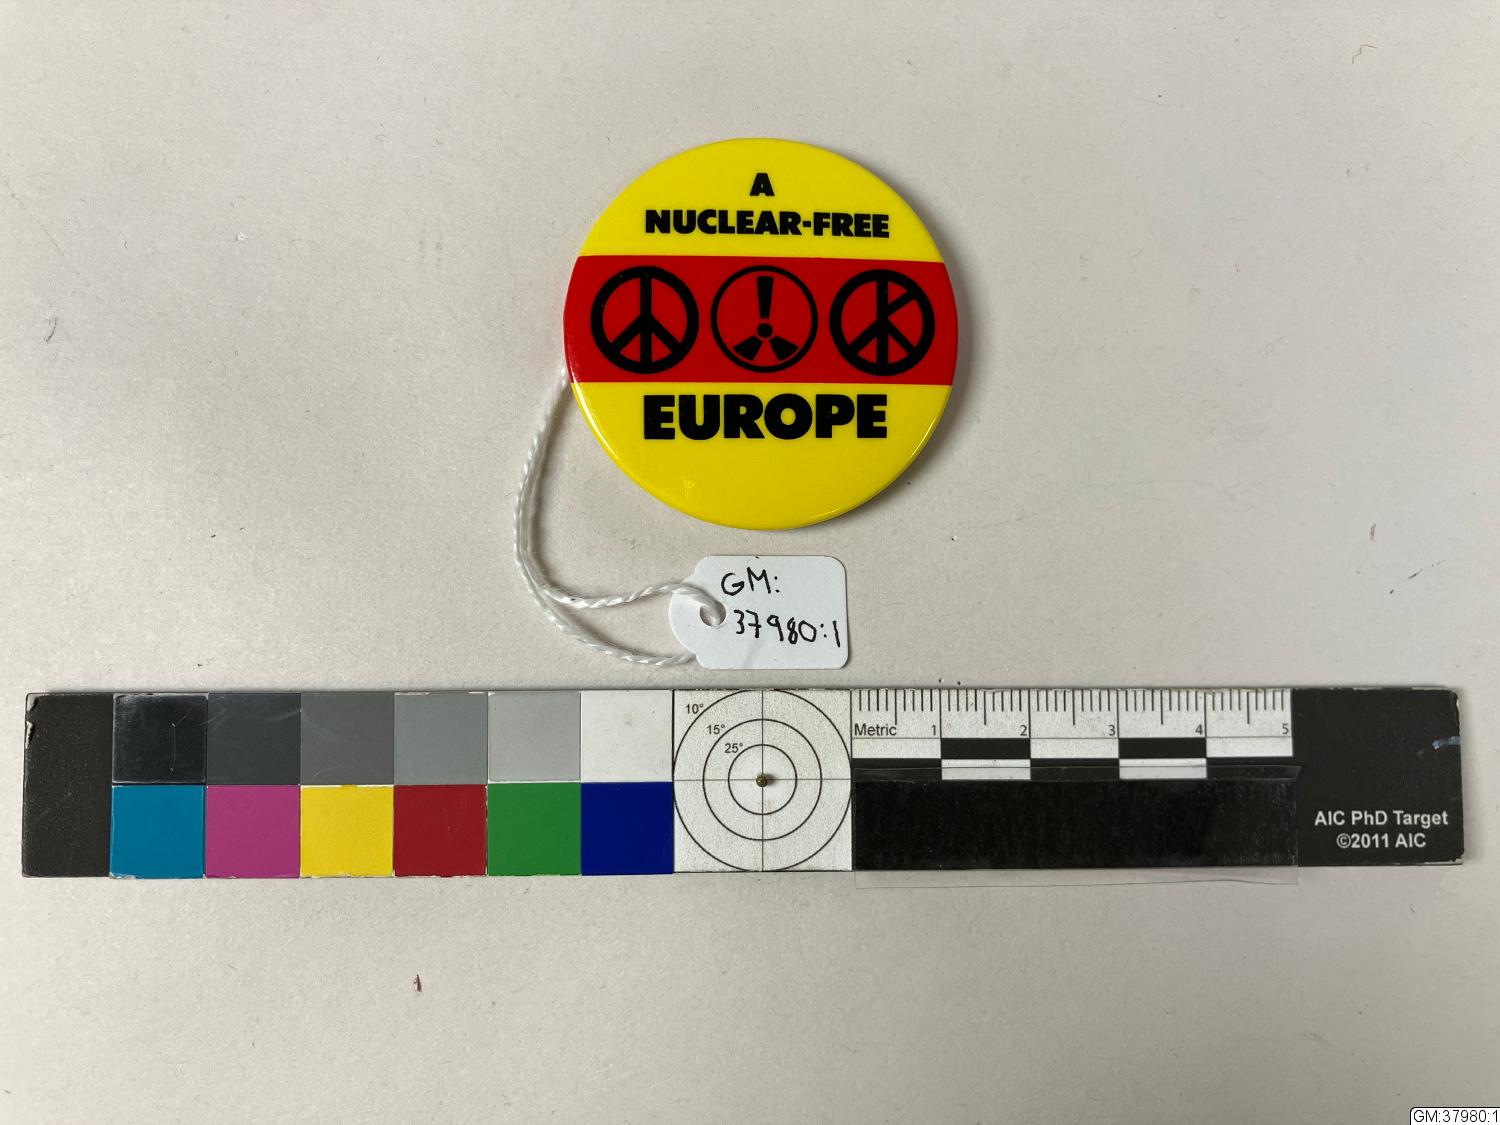 A
NUCLEAR-FREE
EUROPE
GM:
37980:1
10°
15°
25°
Metric 1 2 3 4 5
AIC PhD Target
©2011 AIC
GM:37980:1